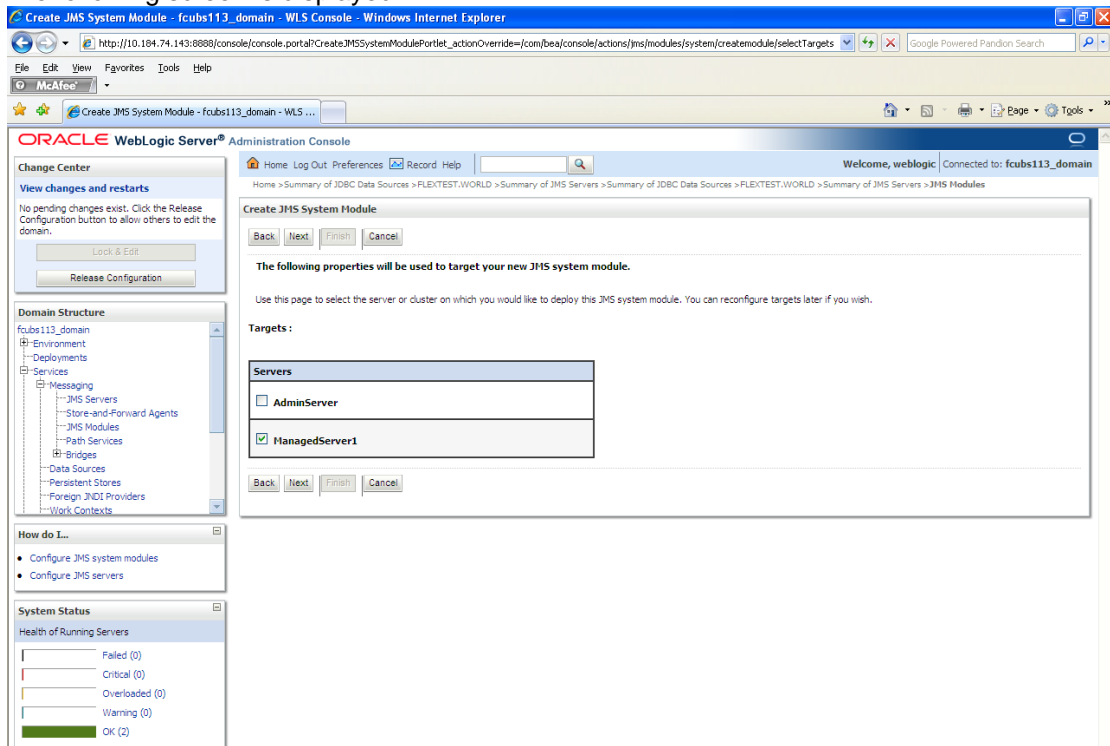 Create JMS System Module - fcubs113_domain - WLS Console - Windows Internet Explorer
http://10.184.74.143:8888/console/console.portal?CreateJMSSystemModulePortlet_actionOverride=/com/bea/console/actions/jms/modules/system/createmodule/selectTargets
Google Powered Pandion Search
File Edit View Favorites Tools Help
McAfee
Create JMS System Module - fcubs113_domain - WLS ...
Page Tools
ORACLE WebLogic Server® Administration Console
Change Center
View changes and restarts
No pending changes exist. Click the Release
Configuration button to allow others to edit the
domain.
Lock & Edit
Release Configuration
Domain Structure
fcubs113_domain
Environment
Deployments
Services
Messaging
JMS Servers
Store-and-Forward Agents
JMS Modules
Path Services
Bridges
Data Sources
Persistent Stores
Foreign JNDI Providers
Work Contexts
How do I...
Configure JMS system modules
Configure JMS servers
System Status
Health of Running Servers
Failed (0)
Critical (0)
Overloaded (0)
Warning (0)
OK (2)
Home Log Out Preferences Record Help
Welcome, weblogic Connected to: fcubs113_domain
Home >Summary of JDBC Data Sources >FLEXTEST.WORLD >Summary of JMS Servers >Summary of JDBC Data Sources >FLEXTEST.WORLD >Summary of JMS Servers >JMS Modules
Create JMS System Module
Back Next Finish Cancel
The following properties will be used to target your new JMS system module.
Use this page to select the server or cluster on which you would like to deploy this JMS system module. You can reconfigure targets later if you wish.
Targets :
Servers
AdminServer
ManagedServer1
Back Next Finish Cancel